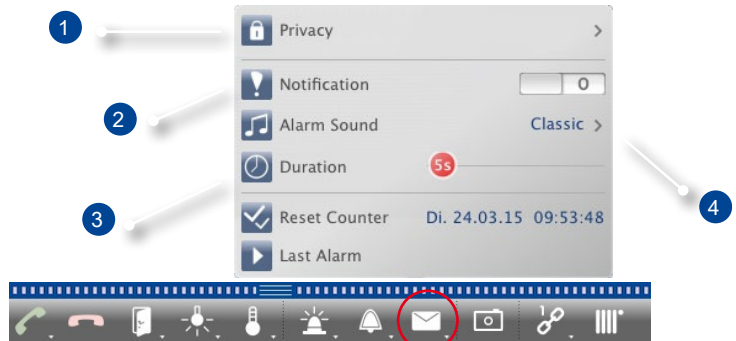 1
Privacy
Notification
O
2
Alarm Sound
Classic
Duration
5s
3
4
Reset Counter
Di. 24.03.15 09:53:48
Last Alarm
1